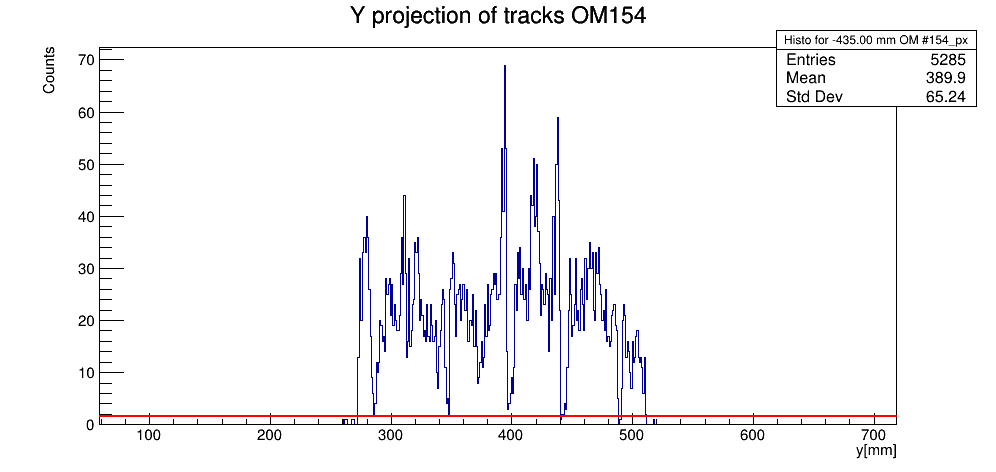 Y projection of tracks OM154
Histo for -435.00 mm OM #154_px
Entries 5285
Mean 389.9
Std Dev 65.24
Counts
70
60
50
40
30
20
10
0
100 200 300 400 500 600 700
y[mm]